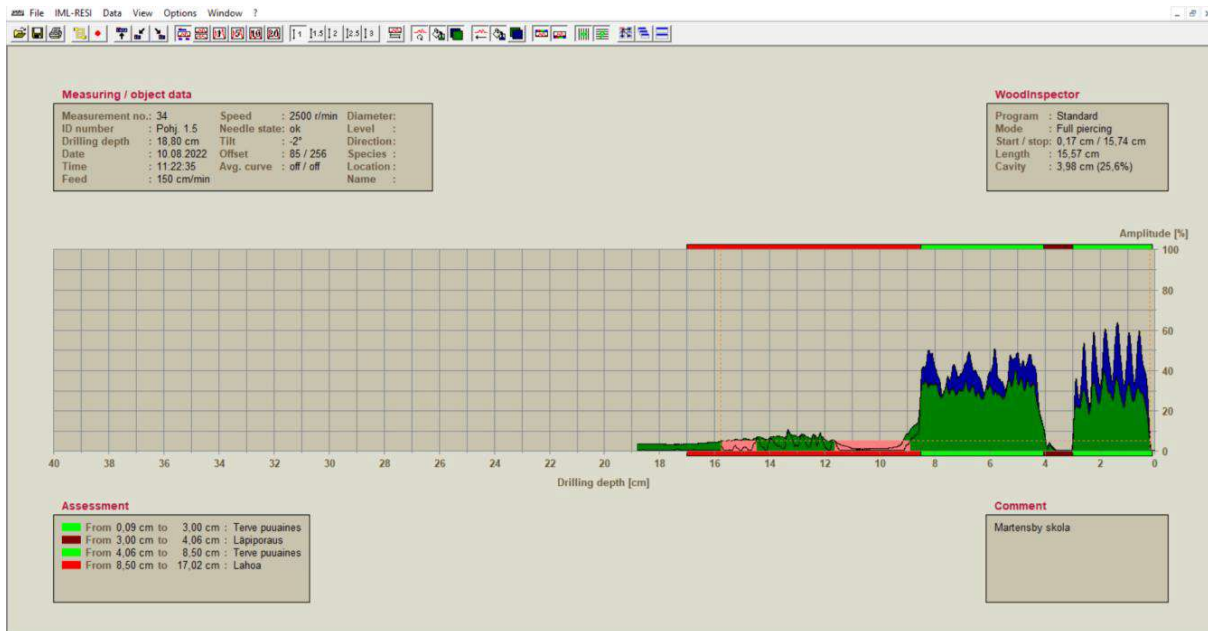 File IML-RESI Data View Options Window ?
1 1.5 2 2.5 3
Measuring / object data
Measurement no.: 34 Speed : 2500 r/min Diameter:
ID number : Pohj. 1.5 Needle state: ok Level :
Drilling depth : 18,80 cm Tilt : -2° Direction:
Date : 10.08.2022 Offset : 85 / 256 Species :
Time : 11:22:35 Avg. curve : off / off Location :
Feed : 150 cm/min Name :
WoodInspector
Program : Standard
Mode : Full piercing
Start / stop: 0,17 cm / 15,74 cm
Length : 15,57 cm
Cavity : 3,98 cm (25,6%)
Amplitude [%]
100
80
60
40
20
0
40 38 36 34 32 30 28 26 24 22 20 18 16 14 12 10 8 6 4 2 0
Drilling depth [cm]
Assessment
From 0,09 cm to 3,00 cm : Terve puuaines
From 3,00 cm to 4,06 cm : Läpiporaus
From 4,06 cm to 8,50 cm : Terve puuaines
From 8,50 cm to 17,02 cm : Lahoa
Comment
Martensby skola